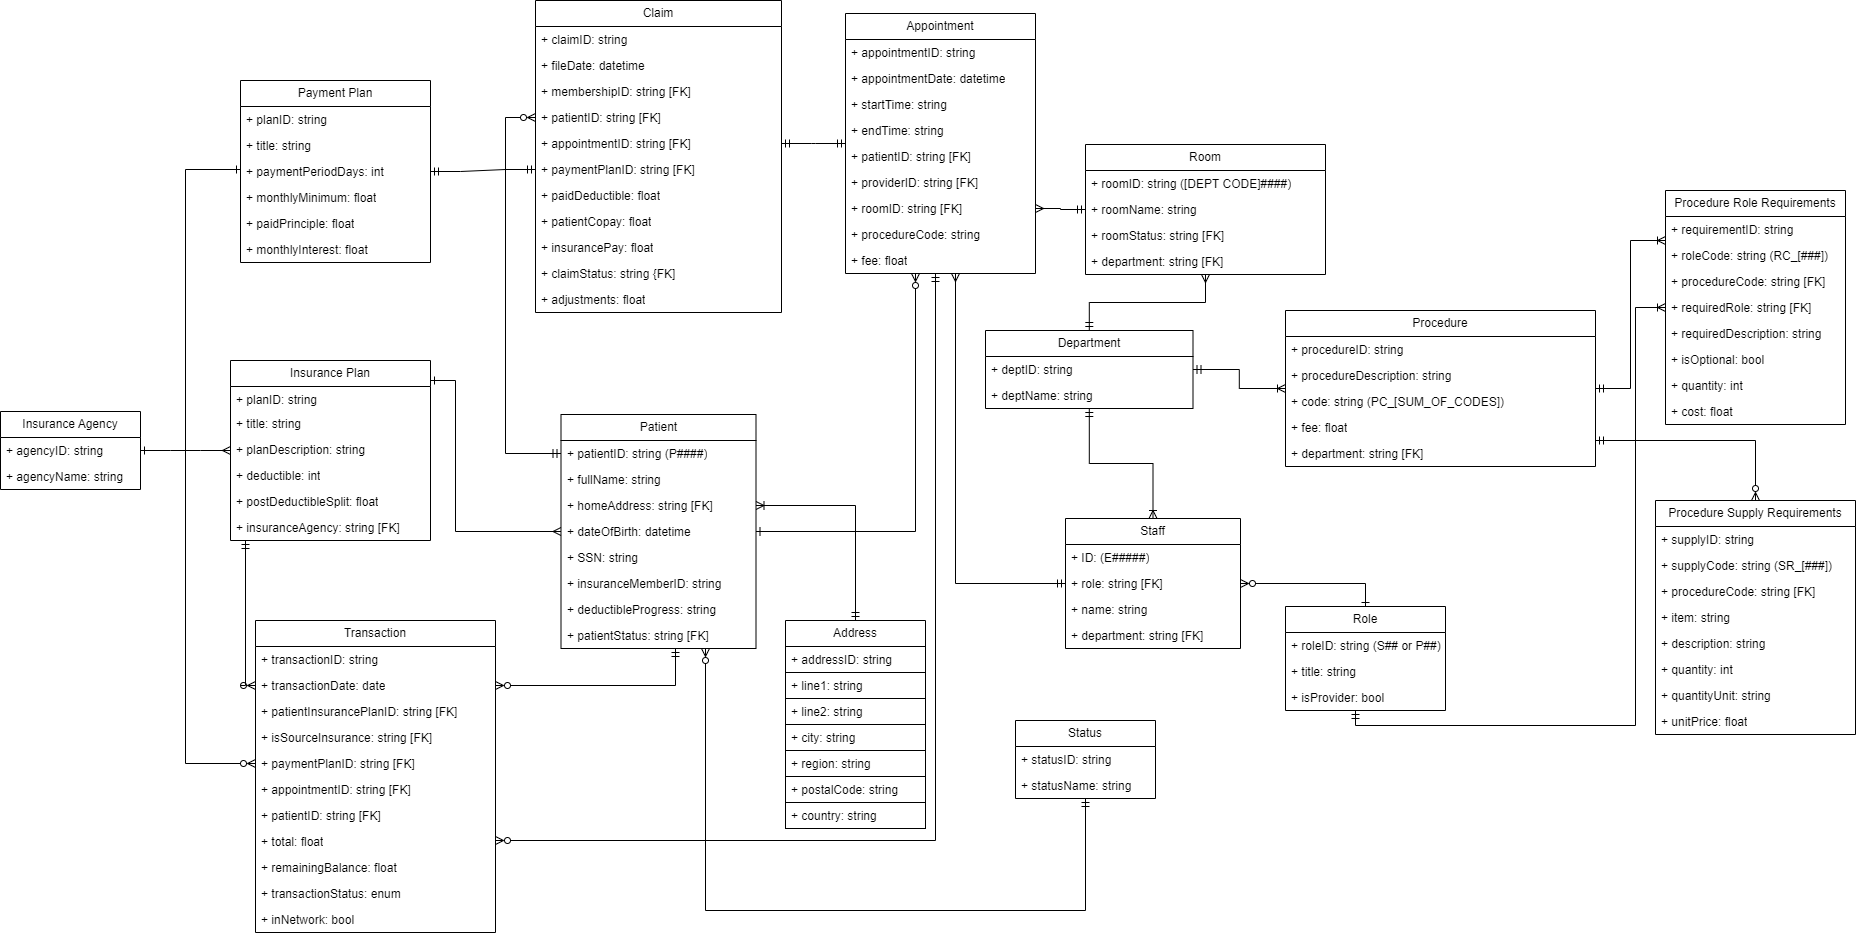 Claim
+ claimID: string
+ fileDate: datetime
+ membershipID: string [FK]
+ patientID: string [FK]
+ appointmentID: string [FK]
+ paymentPlanID: string [FK]
+ paidDeductible: float
+ patientCopay: float
+ insurancePay: float
+ claimStatus: string {FK]
+ adjustments: float
Appointment
+ appointmentID: string
+ appointmentDate: datetime
+ startTime: string
+ endTime: string
+ patientID: string [FK]
+ providerID: string [FK]
+ roomID: string [FK]
+ procedureCode: string
+ fee: float
Payment Plan
+ planID: string
+ title: string
+ paymentPeriodDays: int
+ monthlyMinimum: float
+ paidPrinciple: float
+ monthlyInterest: float
Room
+ roomID: string ([DEPT CODE]####)
+ roomName: string
+ roomStatus: string [FK]
+ department: string [FK]
Procedure Role Requirements
+ requirementID: string
+ roleCode: string (RC_[###])
+ procedureCode: string [FK]
+ requiredRole: string [FK]
+ requiredDescription: string
+ isOptional: bool
+ quantity: int
+ cost: float
Procedure
+ procedureID: string
+ procedureDescription: string
+ code: string (PC_[SUM_OF_CODES])
+ fee: float
+ department: string [FK]
Department
+ deptID: string
+ deptName: string
Insurance Plan
+ planID: string
+ title: string
+ planDescription: string
+ deductible: int
+ postDeductibleSplit: float
+ insuranceAgency: string [FK]
Insurance Agency
+ agencyID: string
+ agencyName: string
Patient
+ patientID: string (P####)
+ fullName: string
+ homeAddress: string [FK]
+ dateOfBirth: datetime
+ SSN: string
+ insuranceMemberID: string
+ deductibleProgress: string
+ patientStatus: string [FK]
Procedure Supply Requirements
+ supplyID: string
+ supplyCode: string (SR_[###])
+ procedureCode: string [FK]
+ item: string
+ description: string
+ quantity: int
+ quantityUnit: string
+ unitPrice: float
Staff
+ ID: (E#####)
+ role: string [FK]
+ name: string
+ department: string [FK]
Role
+ roleID: string (S## or P##)
+ title: string
+ isProvider: bool
Transaction
+ transactionID: string
+ transactionDate: date
+ patientInsurancePlanID: string [FK]
+ isSourceInsurance: string [FK]
+ paymentPlanID: string [FK]
+ appointmentID: string [FK]
+ patientID: string [FK]
+ total: float
+ remainingBalance: float
+ transactionStatus: enum
+ inNetwork: bool
Address
+ addressID: string
+ line1: string
+ line2: string
+ city: string
+ region: string
+ postalCode: string
+ country: string
Status
+ statusID: string
+ statusName: string